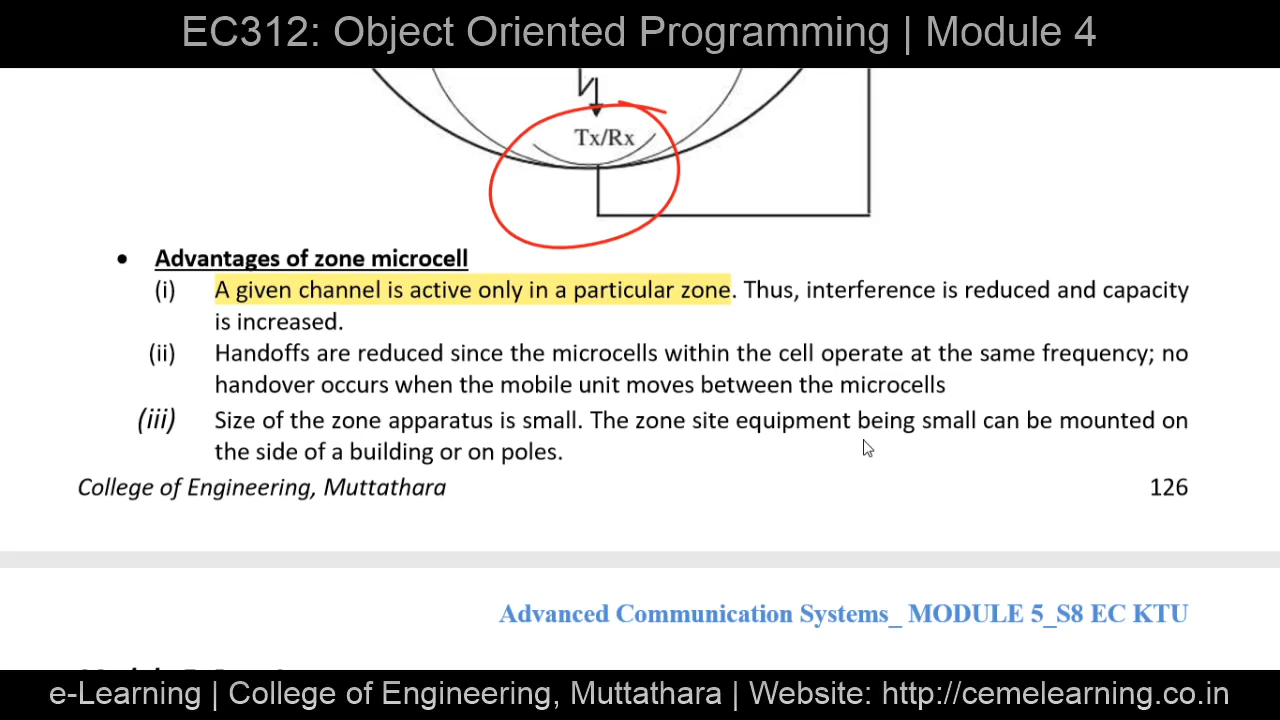 EC312: Object Oriented Programming | Module 4
Tx/Rx
• Advantages of zone microcell
(i) A given channel is active only in a particular zone. Thus, interference is reduced and capacity
is increased.
(ii) Handoffs are reduced since the microcells within the cell operate at the same frequency; no
handover occurs when the mobile unit moves between the microcells
(iii) Size of the zone apparatus is small. The zone site equipment being small can be mounted on
the side of a building or on poles.
College of Engineering, Muttathara 126
Advanced Communication Systems_ MODULE 5_S8 EC KTU
e-Learning | College of Engineering, Muttathara | Website: http://cemelearning.co.in